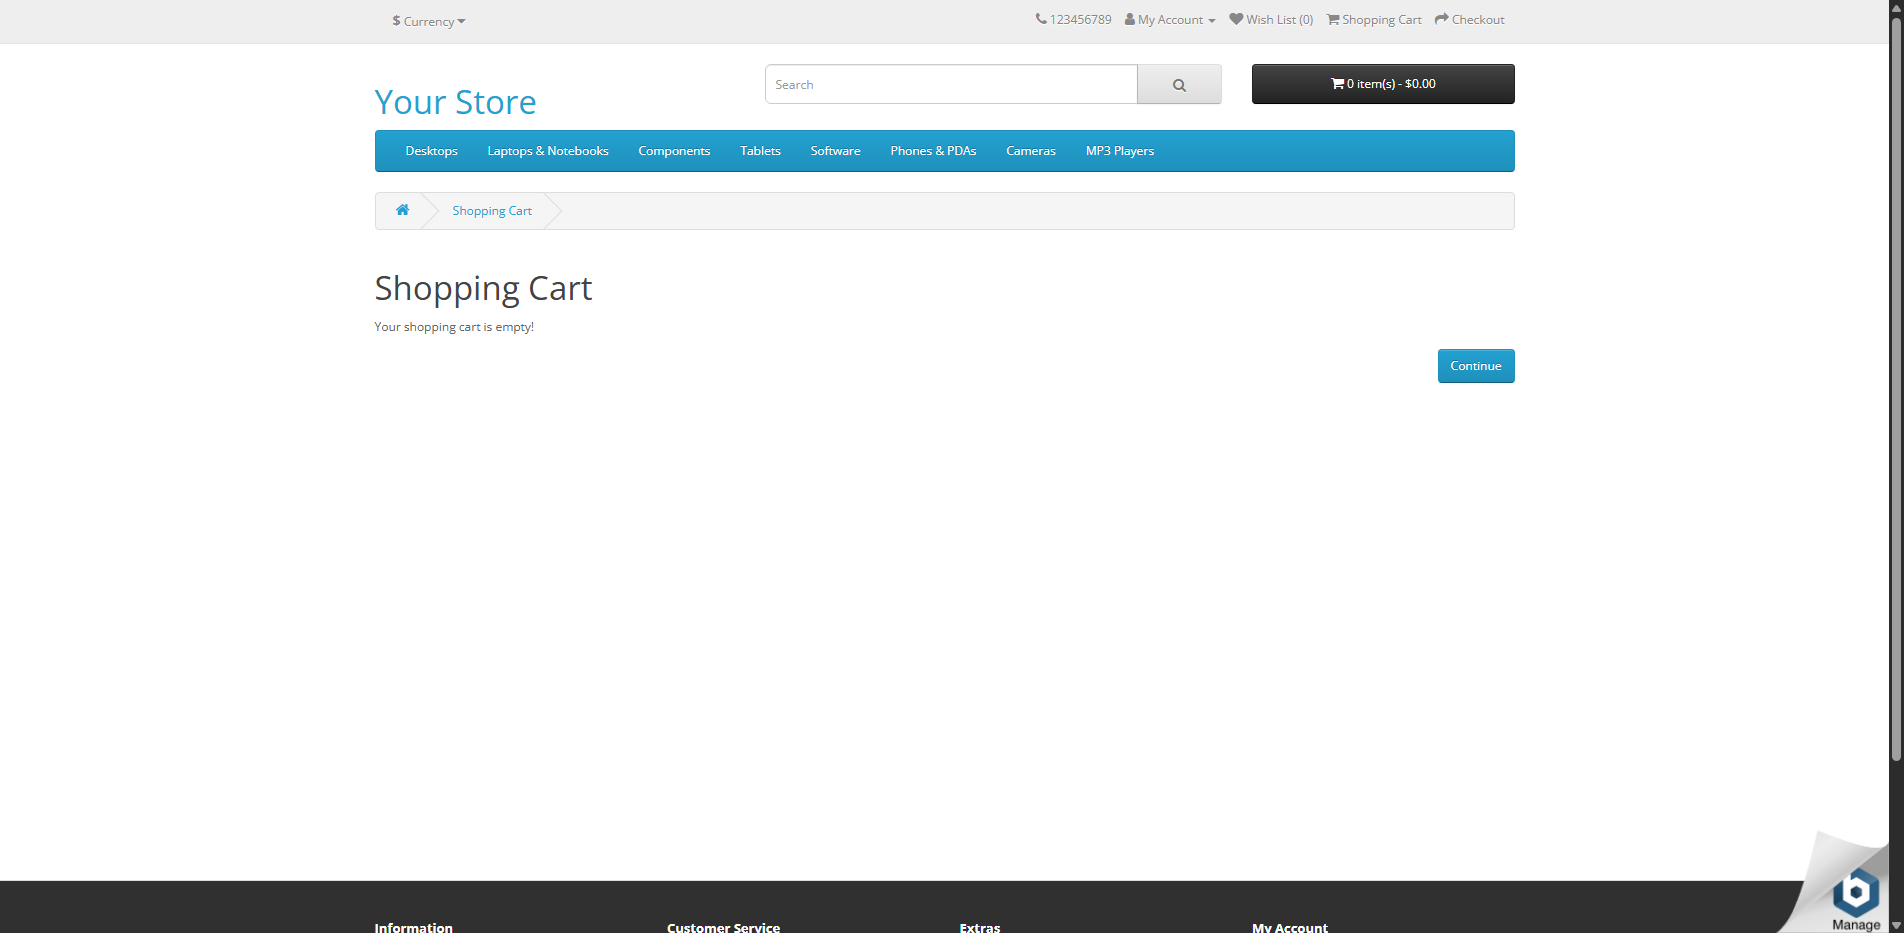 $ Currency
123456789 My Account Wish List (0) Shopping Cart Checkout
Your Store
Search
0 item(s) - $0.00
Desktops Laptops & Notebooks Components Tablets Software Phones & PDAs Cameras MP3 Players
Shopping Cart
Shopping Cart
Your shopping cart is empty!
Continue
Information Customer Service Extras My Account
b
Manage